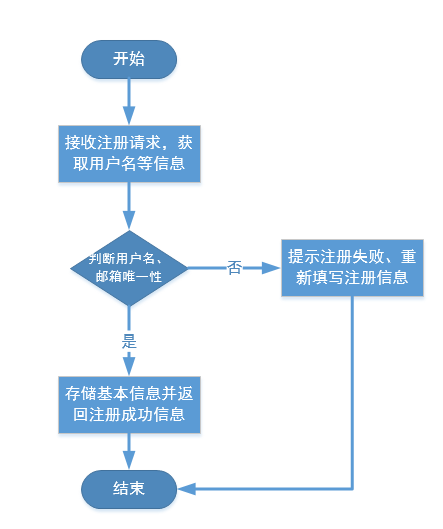 开始
接收注册请求，获
取用户名等信息
判断用户名、
邮箱唯一性
否
提示注册失败、重
新填写注册信息
是
存储基本信息并返
回注册成功信息
结束